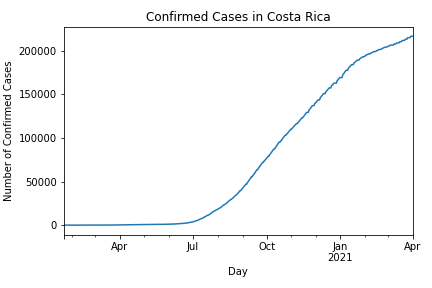 Confirmed Cases in Costa Rica
Number of Confirmed Cases
200000
150000
100000
50000
0
Apr
Jul
Oct
Jan
2021
Apr
Day